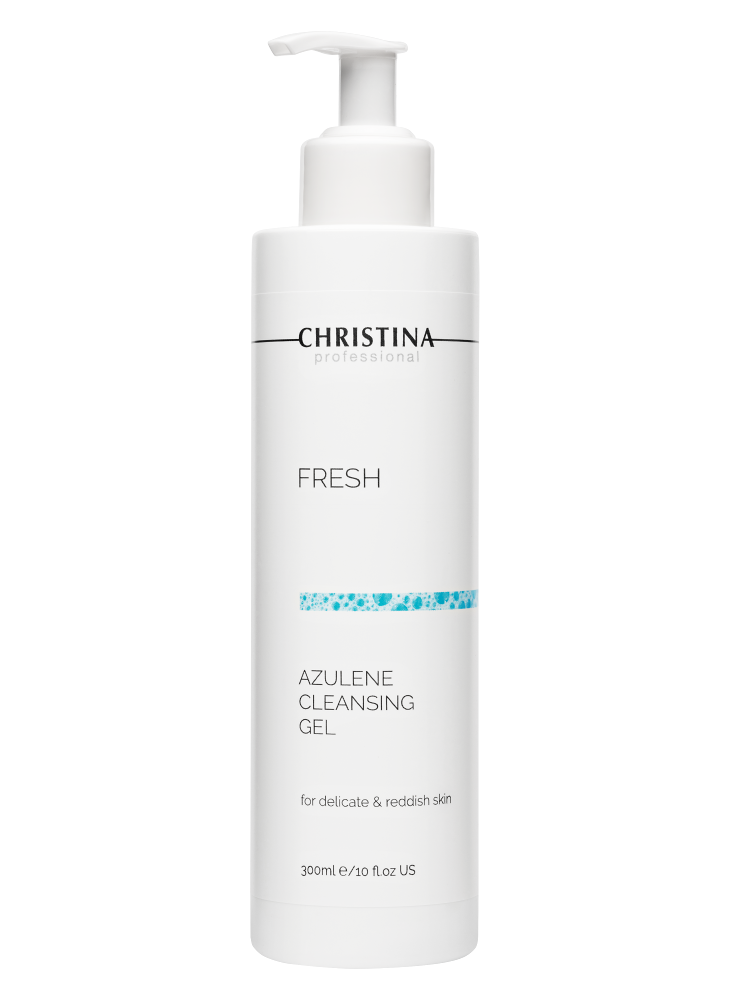 CHRISTINA
professional
FRESH
AZULENE
CLEANSING
GEL
for delicate & reddish skin
300ml ℮/10 fl.oz US